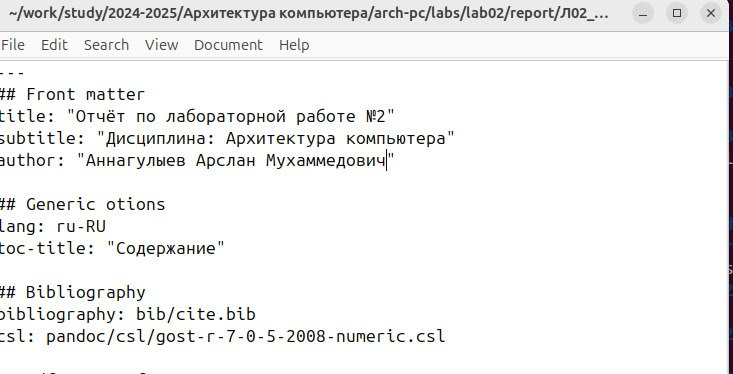 ~/work/study/2024-2025/Архитектура компьютера/arch-pc/labs/lab02/report/Л02_...
File Edit Search View Document Help
---
## Front matter
title: "Отчёт по лабораторной работе №2"
subtitle: "Дисциплина: Архитектура компьютера"
author: "Аннагулыев Арслан Мухаммедович"
## Generic otions
lang: ru-RU
toc-title: "Содержание"
## Bibliography
bibliography: bib/cite.bib
csl: pandoc/csl/gost-r-7-0-5-2008-numeric.csl